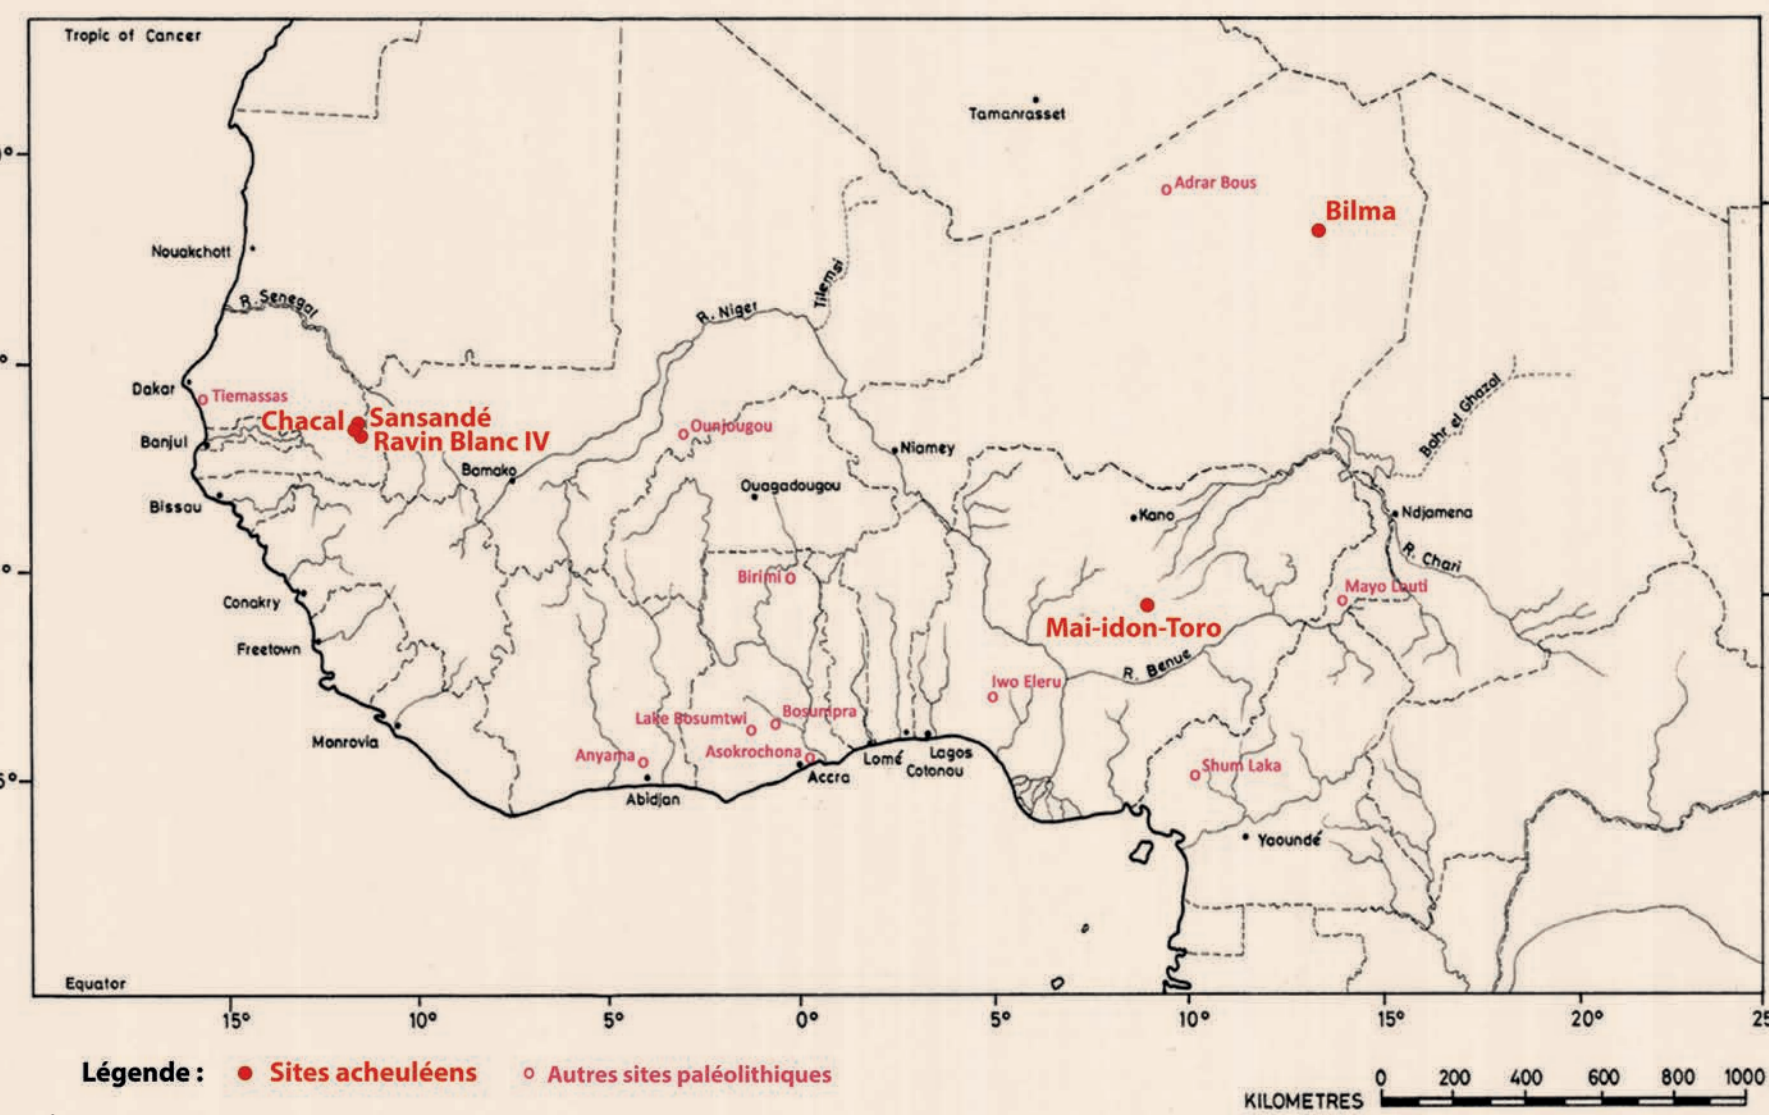 Tropic of Cancer
Tamanrasset
Adrar Bous
Bilma
Nouakchott
R. Senegal
Tilemsi
R. Niger
Dakar
Tiemassas
Chacal
Sansandé
Ravin Blanc IV
Banjul
Ounjougou
Niamey
Bahr el Ghazal
Bamako
Ouagadougou
Bissau
Kano
Ndjamena
R. Chari
Birimi
Mayo Louti
Conakry
Mai-idon-Toro
Freetown
R. Benue
Iwo Eleru
Lake Bosumtwi
Bosumpra
Monrovia
Anyama
Asokrochona
Lomé
Lagos
Cotonou
Accra
Shum Laka
Abidjan
Yaoundé
Equator
0°
°
°
5°
15° 10° 5° 0° 5° 10° 15° 20° 25
Légende : Sites acheuléens Autres sites paléolithiques
0 200 400 600 800 1000
KILOMETRES